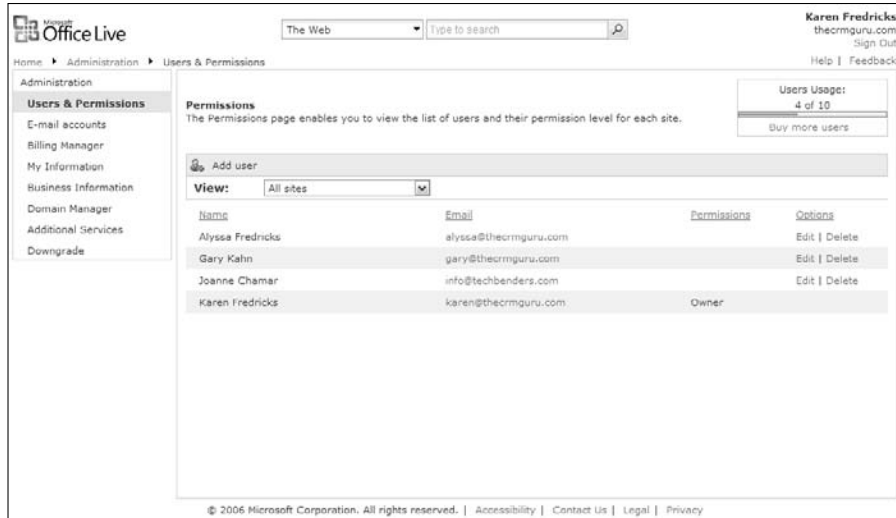 Microsoft
Office Live
The Web
Type to search
Karen Fredricks
thecrmguru.com
Sign Out
Home Administration Users & Permissions
Help | Feedback
Administration
Users & Permissions
E-mail accounts
Billing Manager
My Information
Business Information
Domain Manager
Additional Services
Downgrade
Permissions
The Permissions page enables you to view the list of users and their permission level for each site.
Users Usage:
4 of 10
Buy more users
Add user
View: All sites
Name Email Permissions Options
Alyssa Fredricks alyssa@thecrmguru.com Edit | Delete
Gary Kahn gary@thecrmguru.com Edit | Delete
Joanne Chamar info@techbenders.com Edit | Delete
Karen Fredricks karen@thecrmguru.com Owner
© 2006 Microsoft Corporation. All rights reserved. | Accessibility | Contact Us | Legal | Privacy